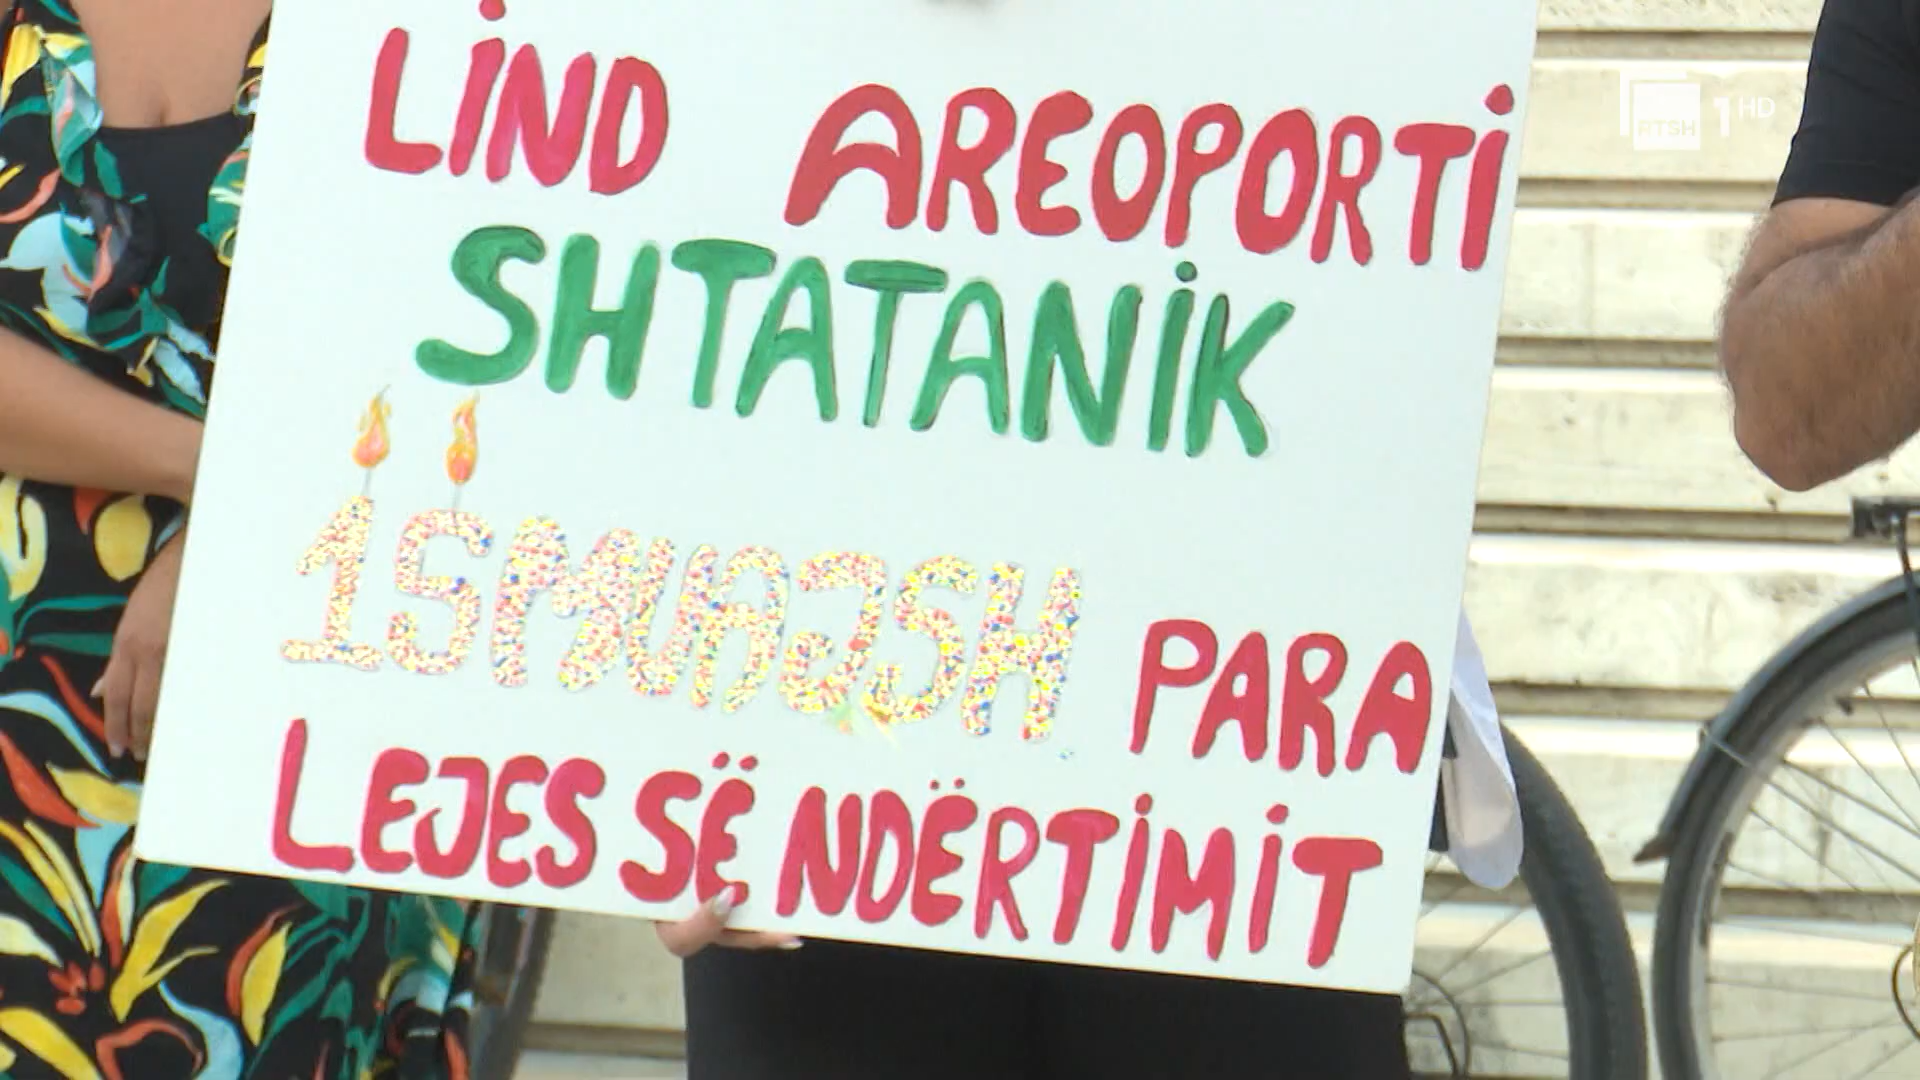 LIND AREOPORTI
SHTATANIK
15 MUAJSH PARA
LEJES SË NDËRTIMIT
RTSH 1 HD